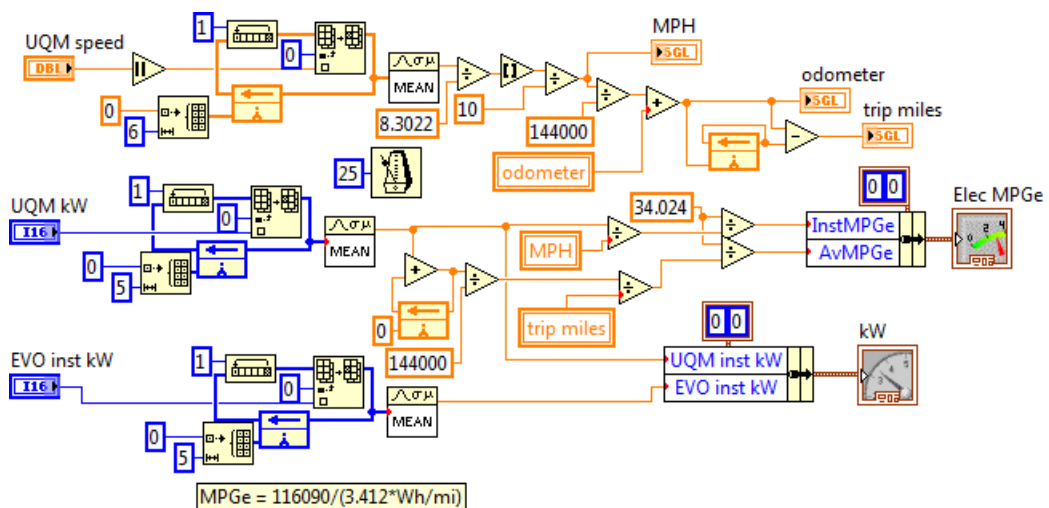 MPH
1
UQM speed
0
odometer
DBL
SGL
MEAN
trip miles
0
6
8.3022
10
144000
SGL
SGL
25
odometer
1
UQM kW
0
34.024
0 0
Elec MPGe
I16
MEAN
MPH
InstMPGe
AvMPGe
0
5
0
trip miles
0 0
kW
144000
EVO inst kW
1
UQM inst kW
I16
0
EVO inst kW
MEAN
0
5
MPGe = 116090/(3.412*Wh/mi)